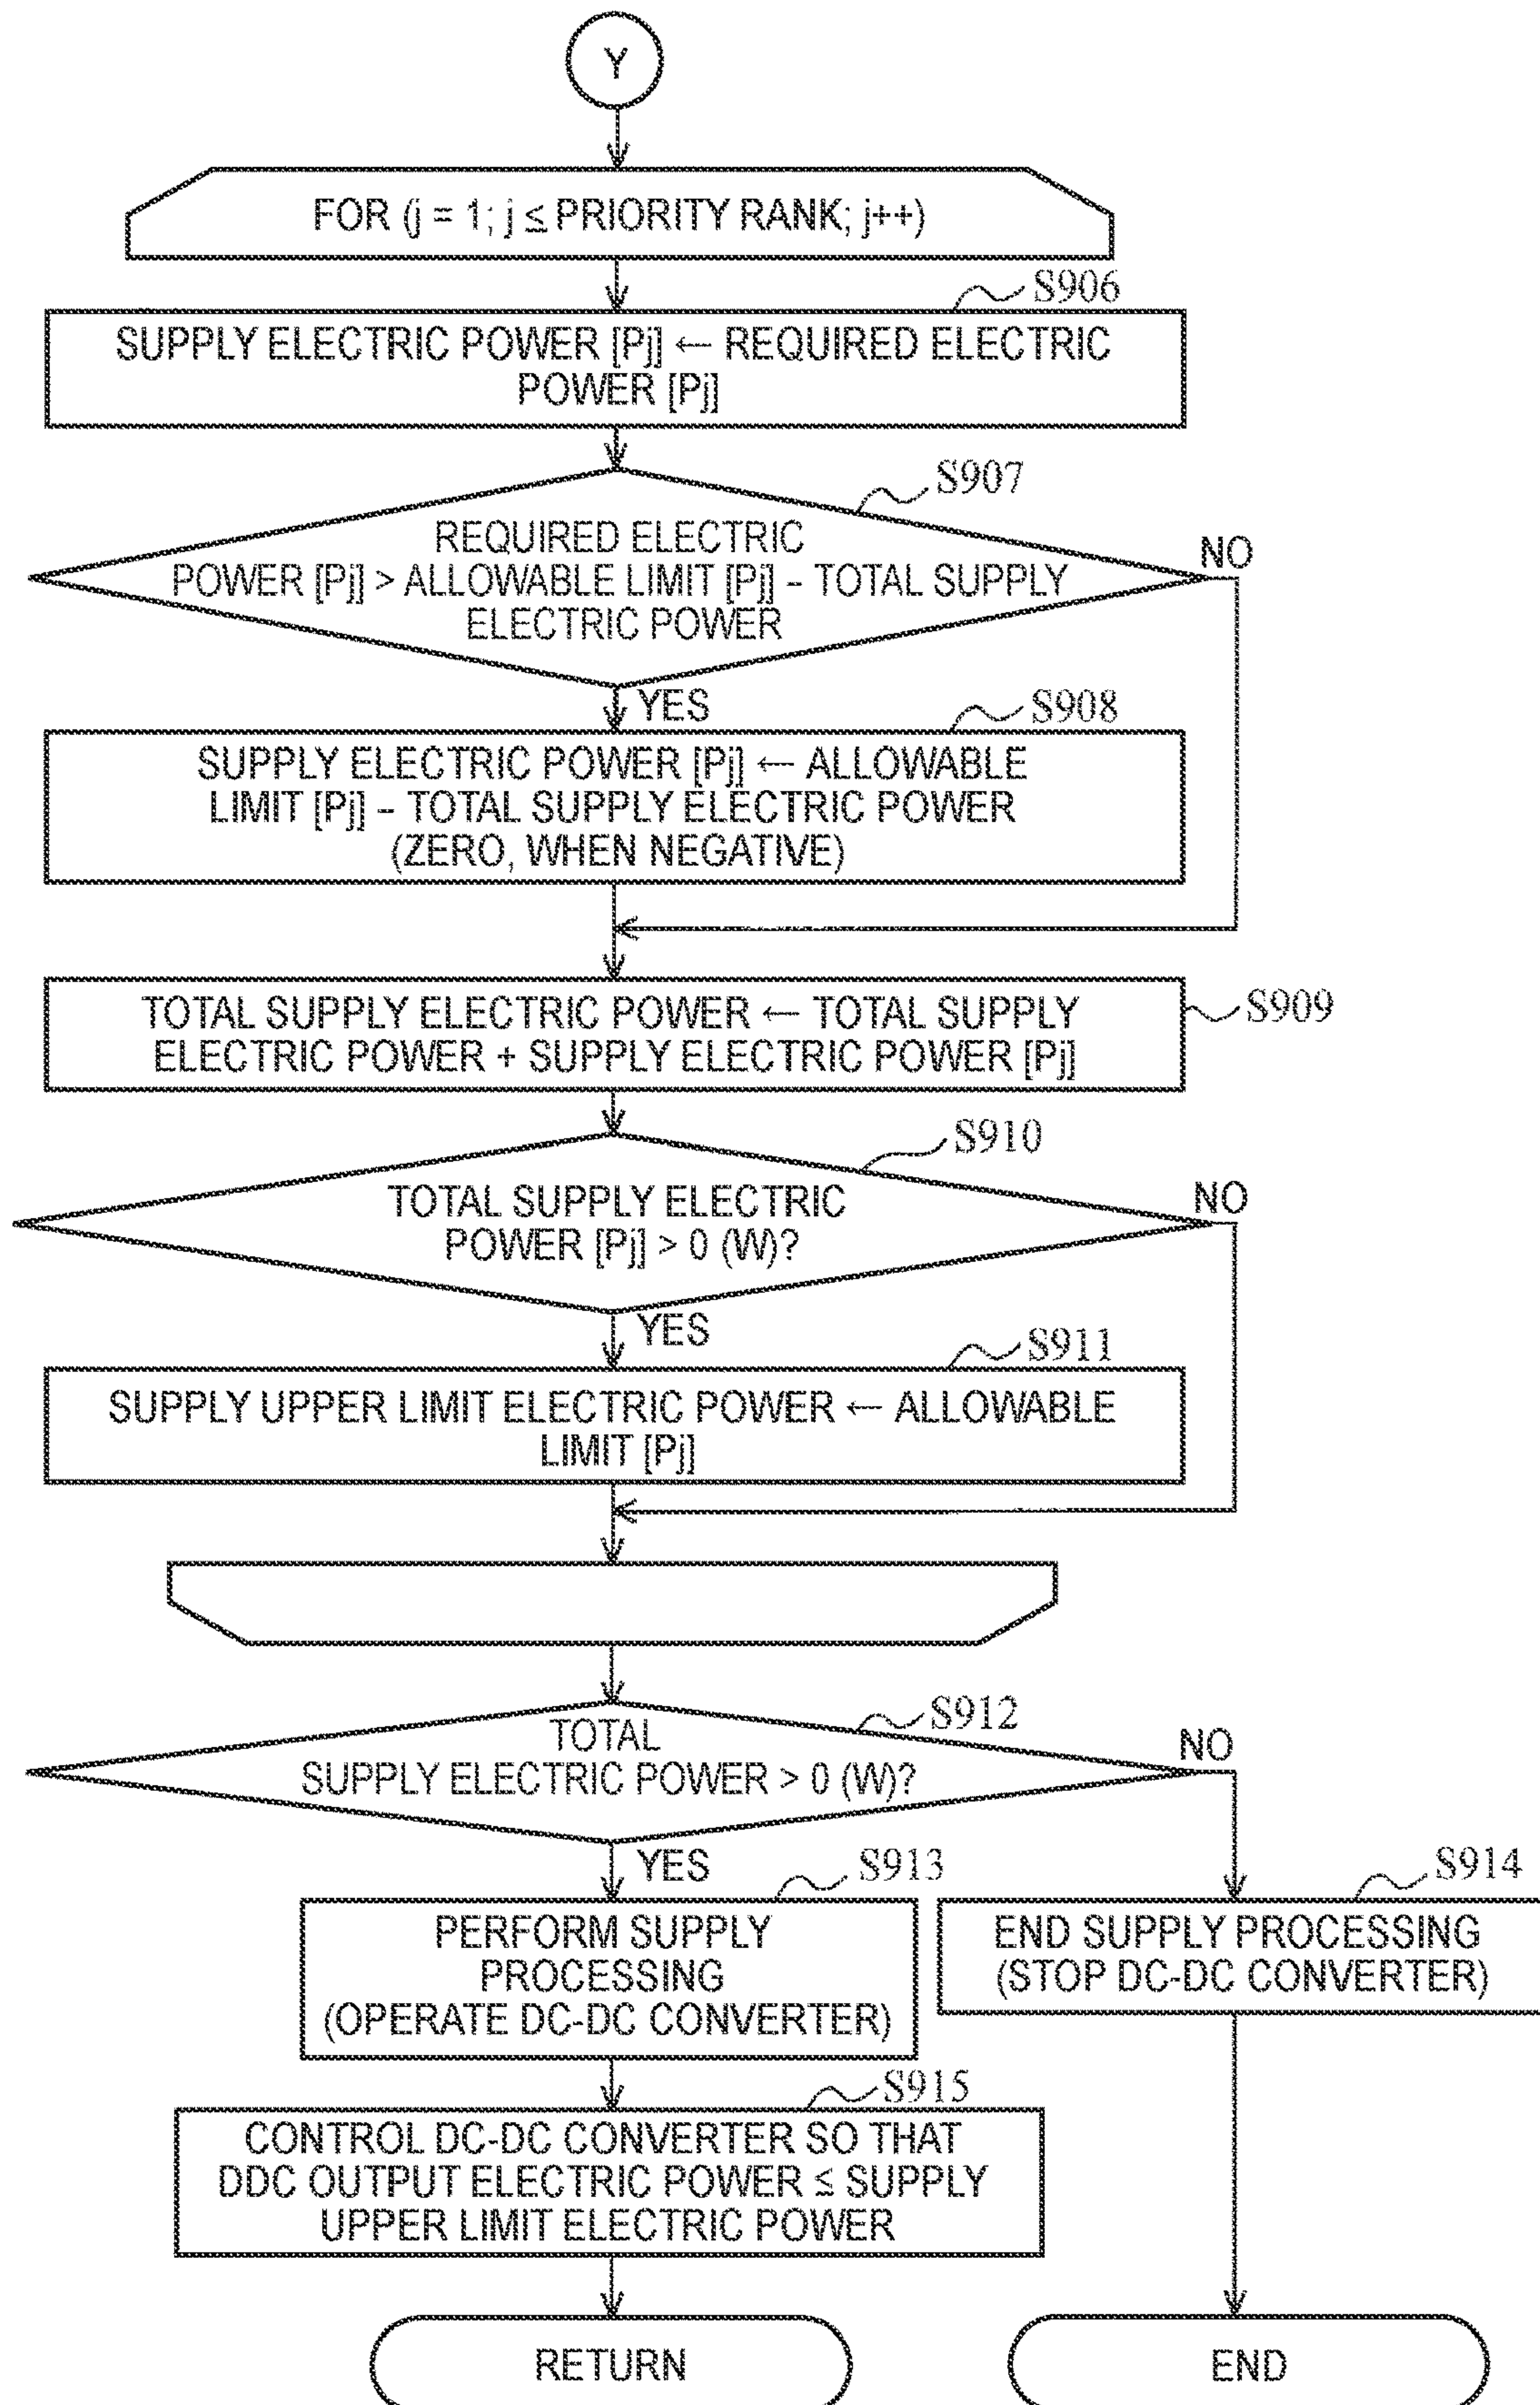 Y
FOR (j = 1; j ≤ PRIORITY RANK; j++)
S906
SUPPLY ELECTRIC POWER [Pj] ← REQUIRED ELECTRIC
POWER [Pj]
S907
REQUIRED ELECTRIC
POWER [Pj] > ALLOWABLE LIMIT [Pj] – TOTAL SUPPLY
ELECTRIC POWER
NO
YES
S908
SUPPLY ELECTRIC POWER [Pj] ← ALLOWABLE
LIMIT [Pj] – TOTAL SUPPLY ELECTRIC POWER
(ZERO, WHEN NEGATIVE)
TOTAL SUPPLY ELECTRIC POWER ← TOTAL SUPPLY
ELECTRIC POWER + SUPPLY ELECTRIC POWER [Pj]
S909
S910
TOTAL SUPPLY ELECTRIC
POWER [Pj] > 0 (W)?
NO
YES
S911
SUPPLY UPPER LIMIT ELECTRIC POWER ← ALLOWABLE
LIMIT [Pj]
S912
TOTAL
SUPPLY ELECTRIC POWER > 0 (W)?
NO
YES
S913
PERFORM SUPPLY
PROCESSING
(OPERATE DC-DC CONVERTER)
S914
END SUPPLY PROCESSING
(STOP DC-DC CONVERTER)
S915
CONTROL DC-DC CONVERTER SO THAT
DDC OUTPUT ELECTRIC POWER ≤ SUPPLY
UPPER LIMIT ELECTRIC POWER
RETURN
END